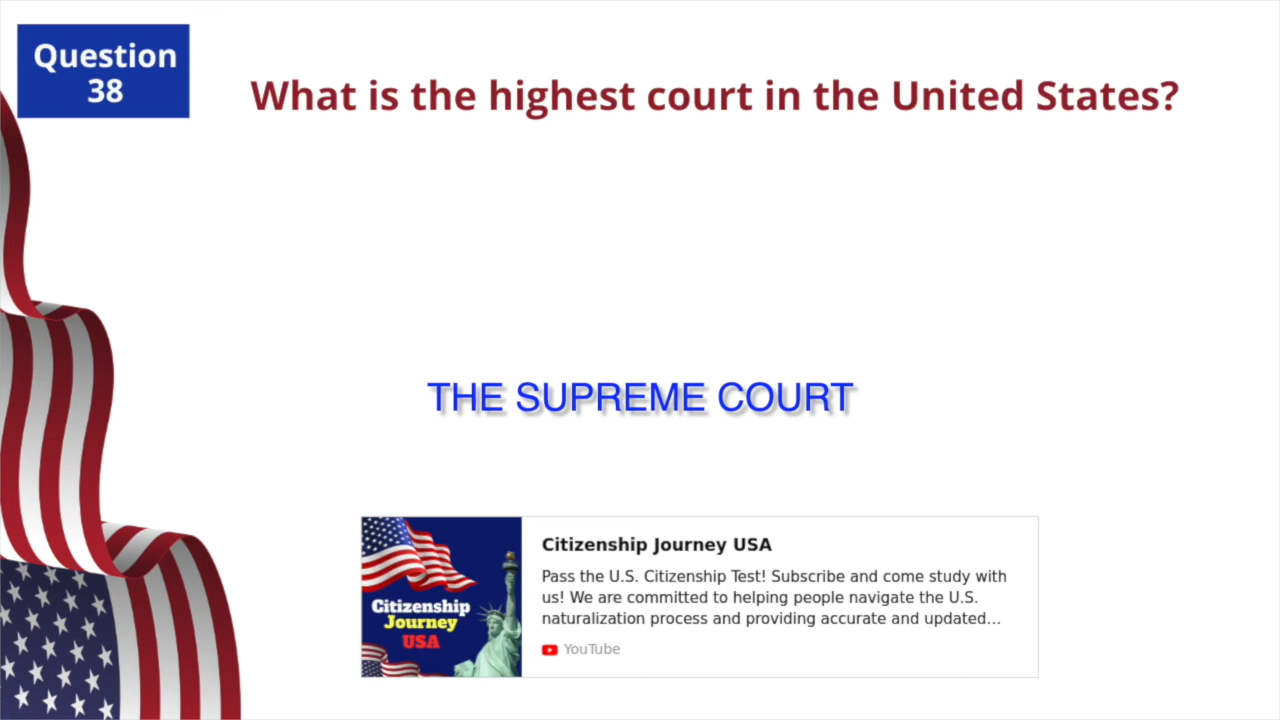 Question
38
What is the highest court in the United States?
THE SUPREME COURT
Citizenship Journey USA
Pass the U.S. Citizenship Test! Subscribe and come study with
us! We are committed to helping people navigate the U.S.
naturalization process and providing accurate and updated...
YouTube
Citizenship
Journey
USA